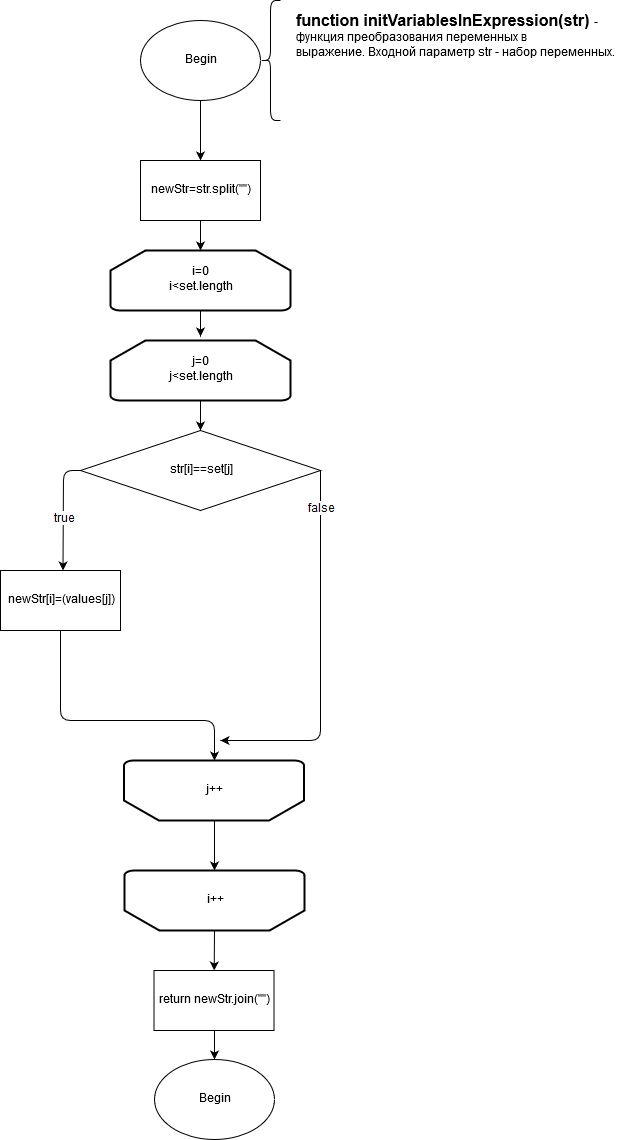 function initVariablesInExpression(str) -
функция преобразования переменных в
выражение. Входной параметр str - набор переменных.
Begin
newStr=str.split("")
i=0
i<set.length
j=0
j<set.length
str[i]==set[j]
true
false
newStr[i]=(values[j])
j++
i++
return newStr.join("")
Begin